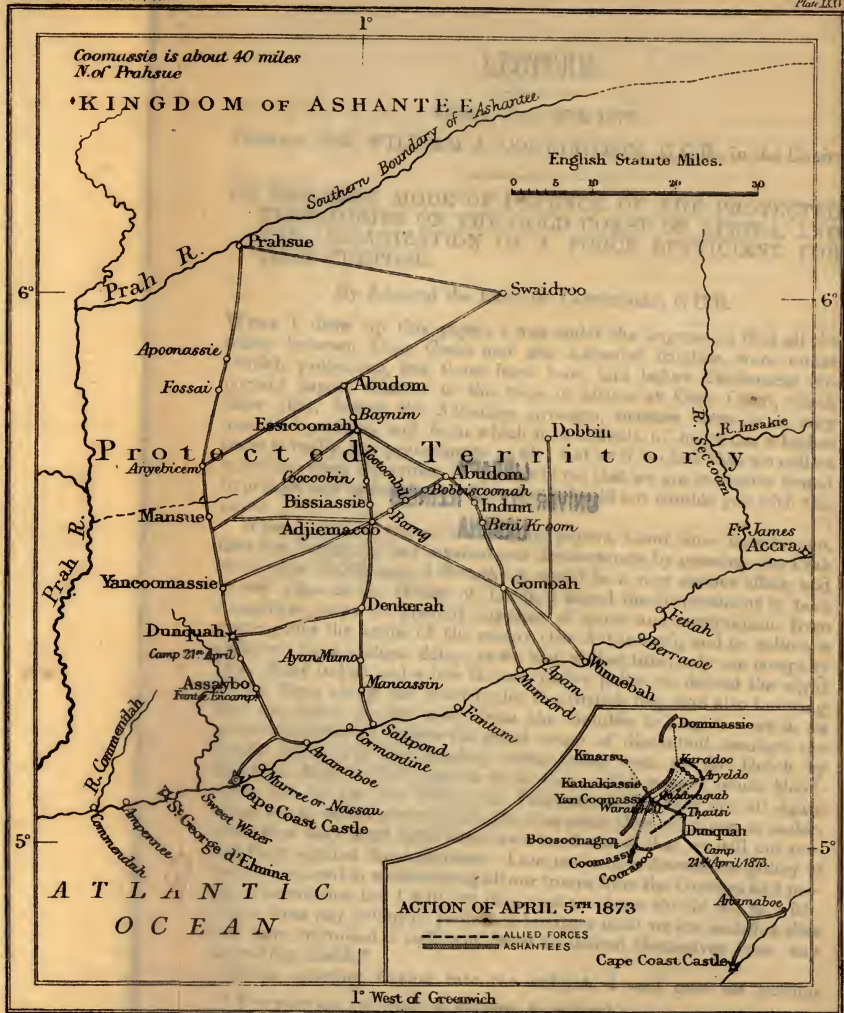 Plate
1°
Coomassie is about 40 miles
N. of Prahsue
KINGDOM OF ASHANTEE
Southern Boundary of Ashantee
English Statute Miles.
0 5 10 20 30
Prah R.
Prahsue
Swaidroo
6°
6°
Apoonassie
Fossai
Abudom
Baynim
Essicoomah
Dobbin
R. Seccoom
R. Insakie
Protected Territory
Anyebicem
Cocoobin
Abudom
Bobbiscoomah
Bissiassie
Indum
Mansue
Barng
Beni Kroom
Adjiemacoo
Ft. James
Accra
Prah R.
Yancoomassie
Gomoah
Denkerah
Fettah
Dunquah
Berracoe
Camp 21st April
Ayan Mumo
Winnebah
Apam
Assaybo
Fantee Encampt.
Mancassin
Mumford
R. Commendah
Fantum
Saltpond
Cormantine
Anamaboe
Murree or Nassau
Cape Coast Castle
Sweet Water
St. George d'Elmina
Ampennee
Commendah
5°
5°
ATLANTIC
OCEAN
Dominassie
Kinarsu
Karadoo
Aryeldo
Kathakiassie
Yan Coomassie
Thaitsi
Dunquah
Boosoonagro
Camp
21st April 1873.
Coomassy
Coorasoo
Anamaboe
ACTION OF APRIL 5TH 1873
ALLIED FORCES
ASHANTEES
Cape Coast Castle
1° West of Greenwich